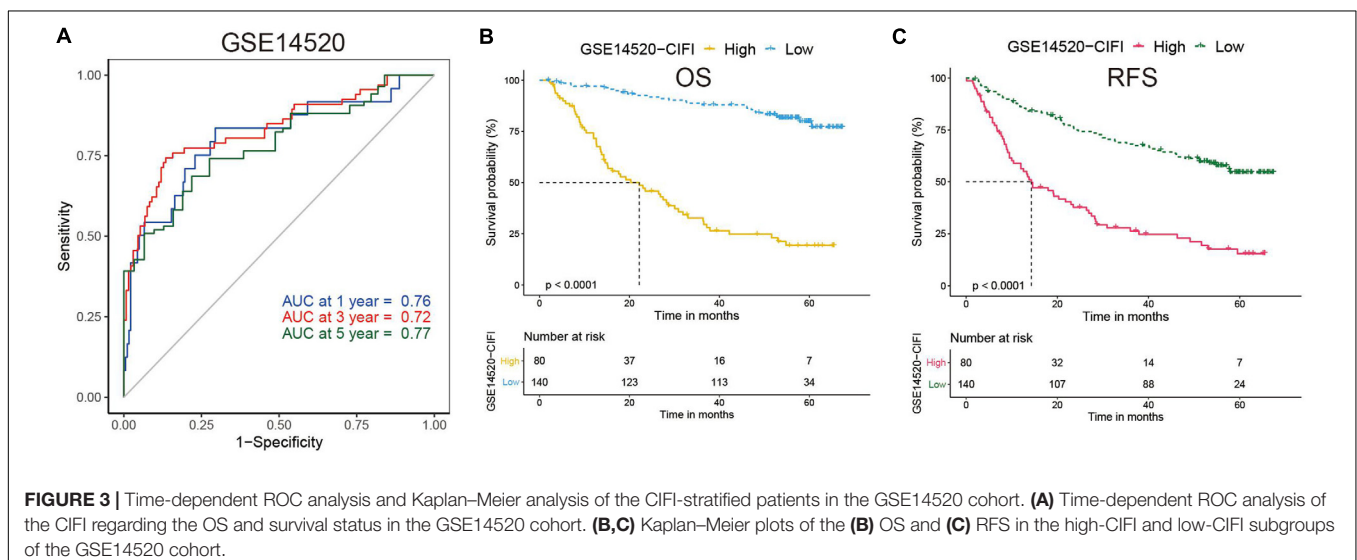 A
GSE14520
1.00
0.75
0.50
0.25
0.00
Sensitivity
AUC at 1 year = 0.76
AUC at 3 year = 0.72
AUC at 5 year = 0.77
0.00 0.25 0.50 0.75 1.00
1−Specificity
B
GSE14520−CIFI High Low
OS
100
75
50
25
0
Survival probability (%)
p < 0.0001
0 20 40 60
Time in months
Number at risk
GSE14520−CIFI
High 80 37 16 7
Low 140 123 113 34
0 20 40 60
Time in months
C
GSE14520−CIFI High Low
RFS
100
75
50
25
0
Survival probability (%)
p < 0.0001
0 20 40 60
Time in months
Number at risk
GSE14520−CIFI
High 80 32 14 7
Low 140 107 88 24
0 20 40 60
Time in months
FIGURE 3 | Time-dependent ROC analysis and Kaplan–Meier analysis of the CIFI-stratified patients in the GSE14520 cohort. (A) Time-dependent ROC analysis of
the CIFI regarding the OS and survival status in the GSE14520 cohort. (B,C) Kaplan–Meier plots of the (B) OS and (C) RFS in the high-CIFI and low-CIFI subgroups
of the GSE14520 cohort.